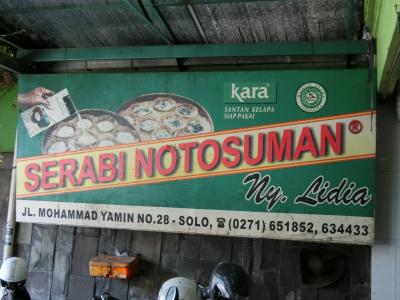 kara
SANTAN KELAPA
SIAP PAKAI
SERABI NOTOSUMAN®
Ny. Lidia
JL. MOHAMMAD YAMIN NO.28 - SOLO, ☎ (0271) 651852, 634433